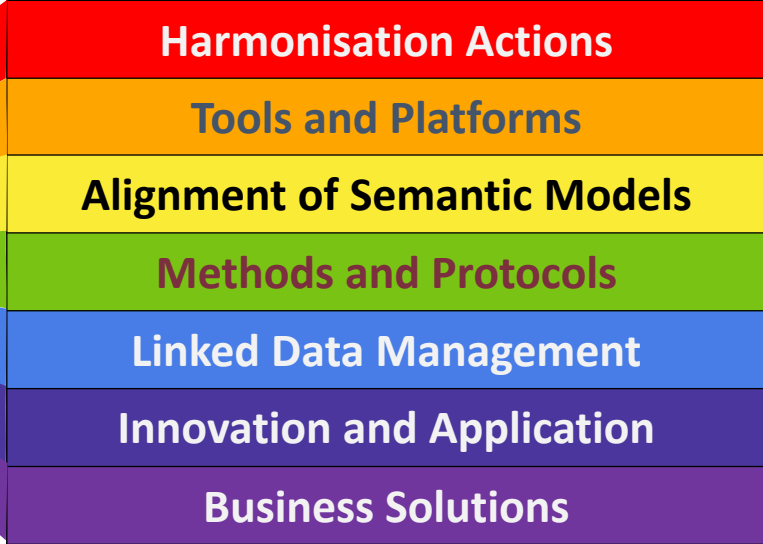 Harmonisation Actions
Tools and Platforms
Alignment of Semantic Models
Methods and Protocols
Linked Data Management
Innovation and Application
Business Solutions